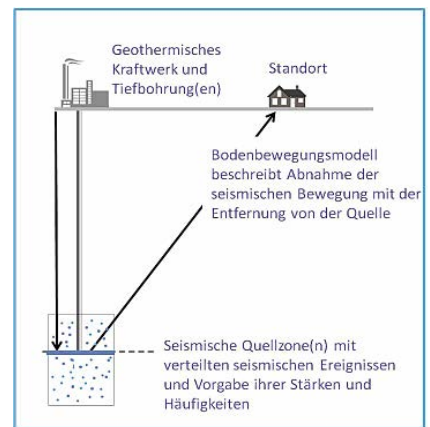 Geothermisches
Kraftwerk und
Tiefbohrung(en)
Standort
Bodenbewegungsmodell
beschreibt Abnahme der
seismischen Bewegung mit der
Entfernung von der Quelle
Seismische Quellzone(n) mit
verteilten seismischen Ereignissen
und Vorgabe ihrer Stärken und
Häufigkeiten